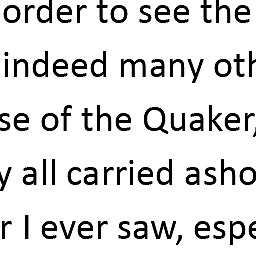 order to see the
indeed many oth
se of the Quaker,
y all carried asho
r I ever saw, espe